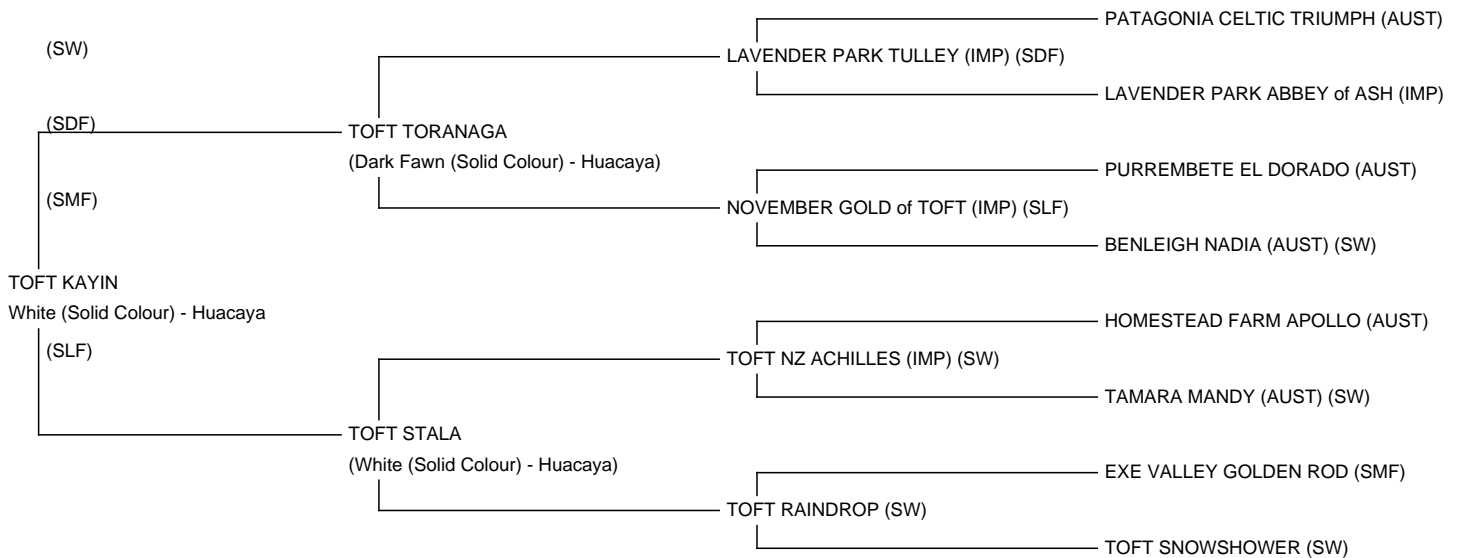 PATAGONIA CELTIC TRIUMPH (AUST)
(SW)
LAVENDER PARK TULLEY (IMP) (SDF)
LAVENDER PARK ABBEY of ASH (IMP)
(SDF)
TOFT TORANAGA
(Dark Fawn (Solid Colour) - Huacaya)
PURREMBETE EL DORADO (AUST)
(SMF)
NOVEMBER GOLD of TOFT (IMP) (SLF)
BENLEIGH NADIA (AUST) (SW)
TOFT KAYIN
White (Solid Colour) - Huacaya
HOMESTEAD FARM APOLLO (AUST)
(SLF)
TOFT NZ ACHILLES (IMP) (SW)
TAMARA MANDY (AUST) (SW)
TOFT STALA
(White (Solid Colour) - Huacaya)
EXE VALLEY GOLDEN ROD (SMF)
TOFT RAINDROP (SW)
TOFT SNOWSHOWER (SW)